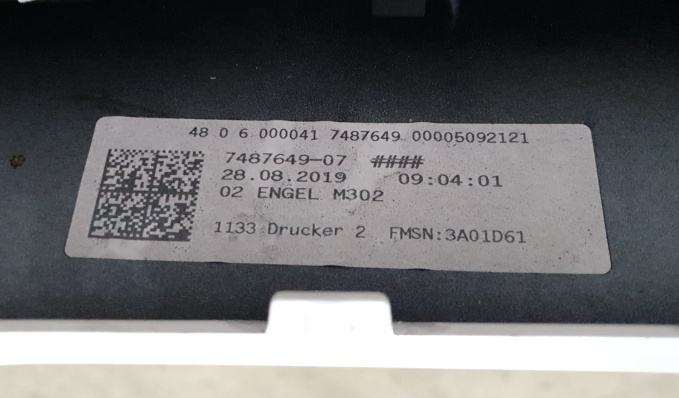 48 0 6 000041 7487649 00005092121
7487649-07 ####
28.08.2019 09:04:01
02 ENGEL M302
1133 Drucker 2 FMSN:3A01D61